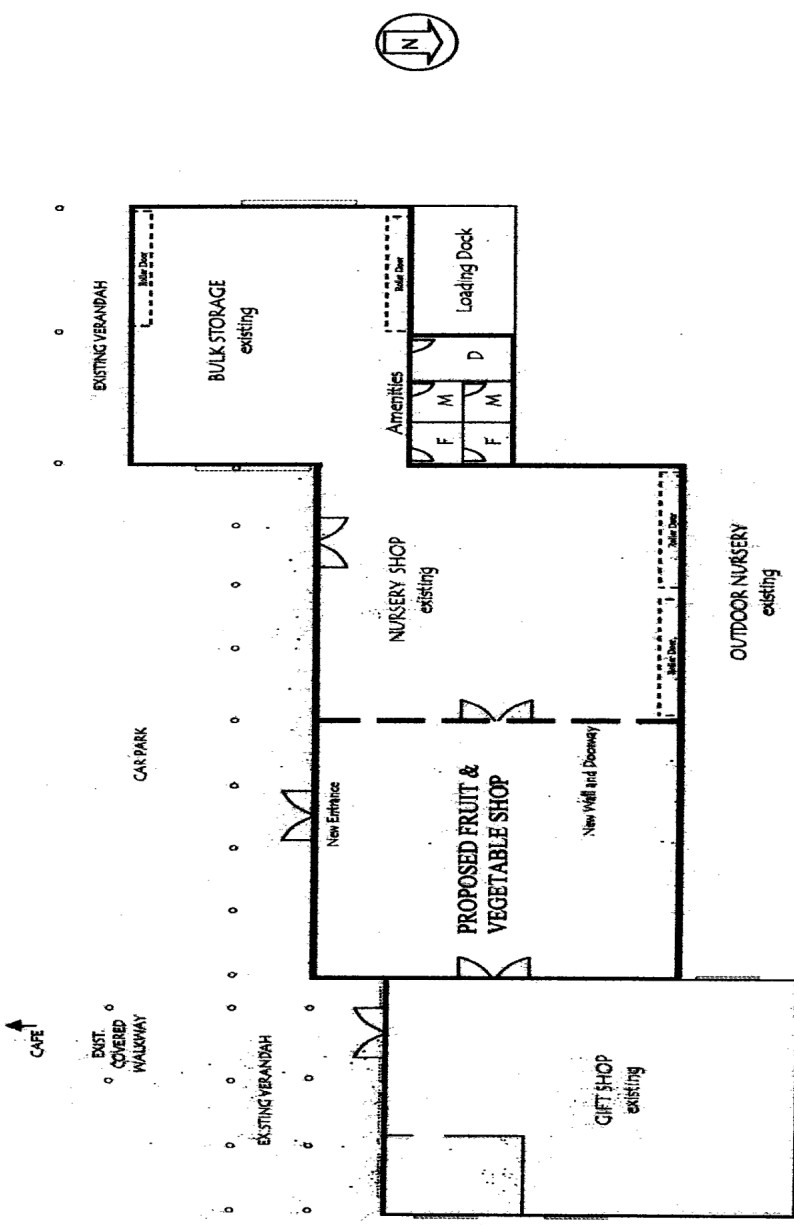 N
EXISTING VERANDAH
Roller Door
BULK STORAGE
existing
Roller Door
Loading Dock
Amenities
D
M
M
F
F
CAR PARK
NURSERY SHOP
existing
Roller Door
Roller Door
OUTDOOR NURSERY
existing
New Entrance
PROPOSED FRUIT &
VEGETABLE SHOP
New Wall and Doorway
CAFE
EXIST.
COVERED
WALKWAY
EXISTING VERANDAH
GIFT SHOP
existing